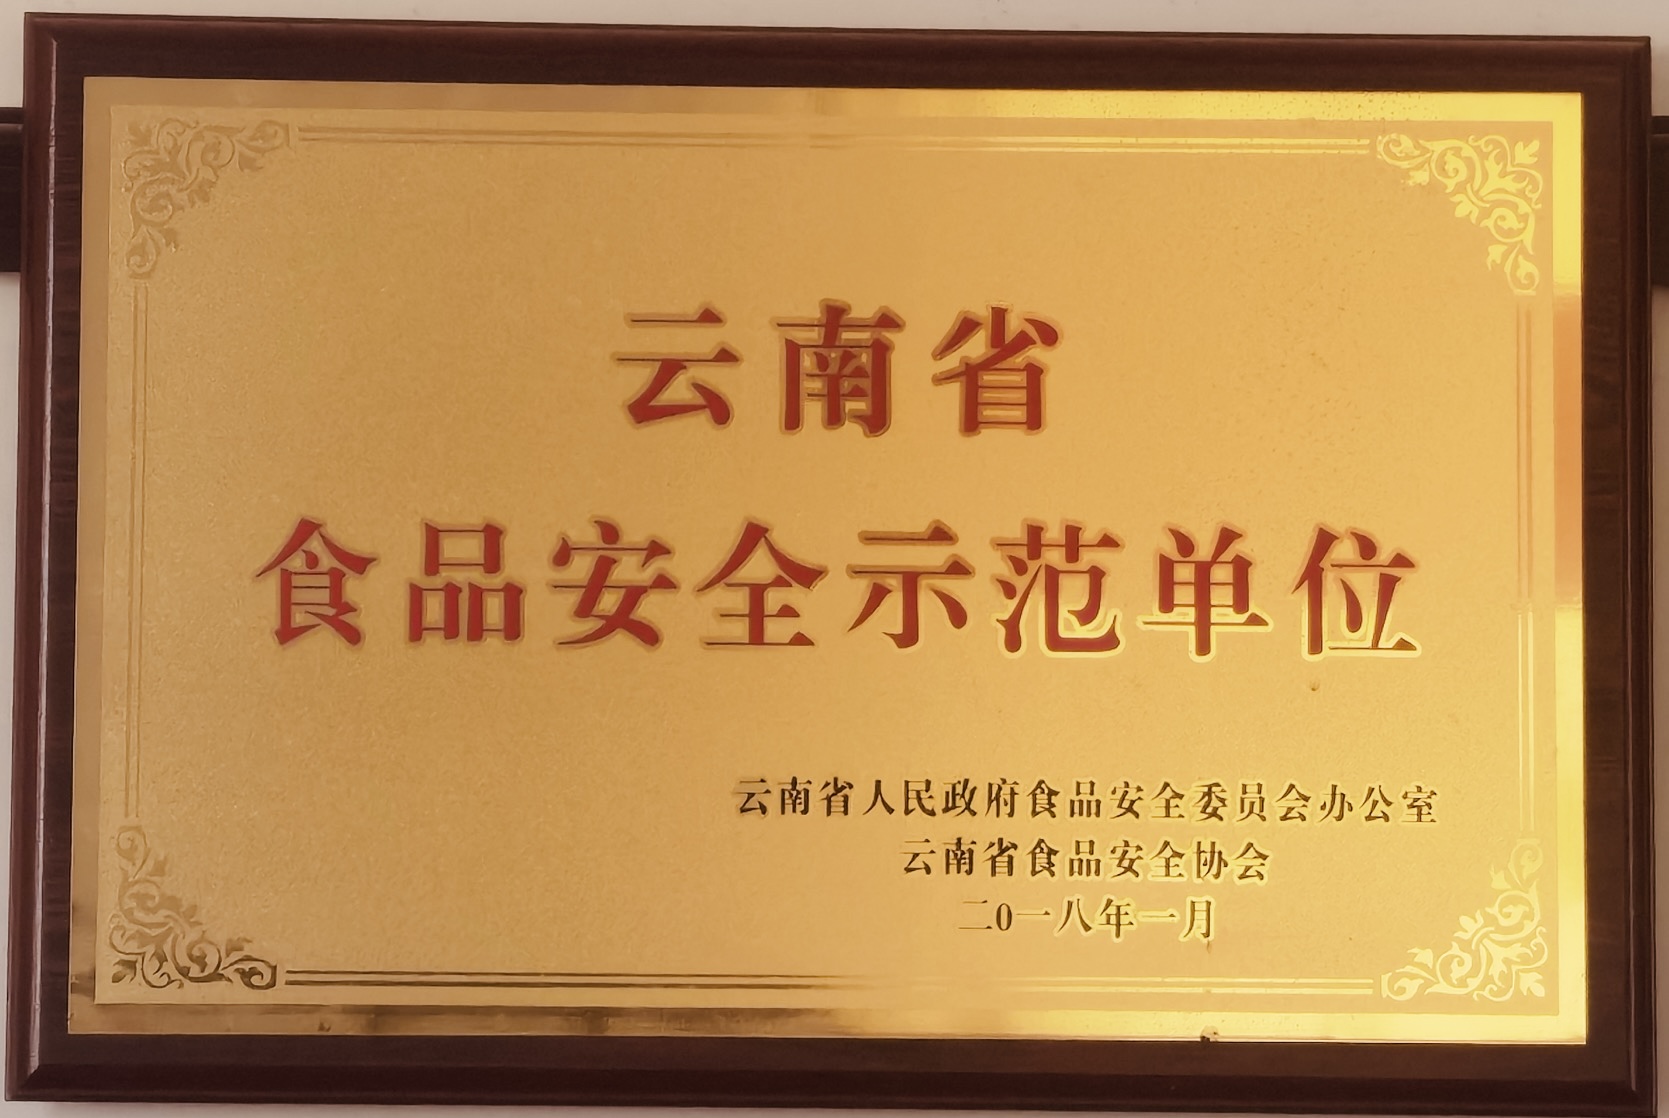 云南省
食品安全示范单位
云南省人民政府食品安全委员会办公室
云南省食品安全协会
二0一八年一月